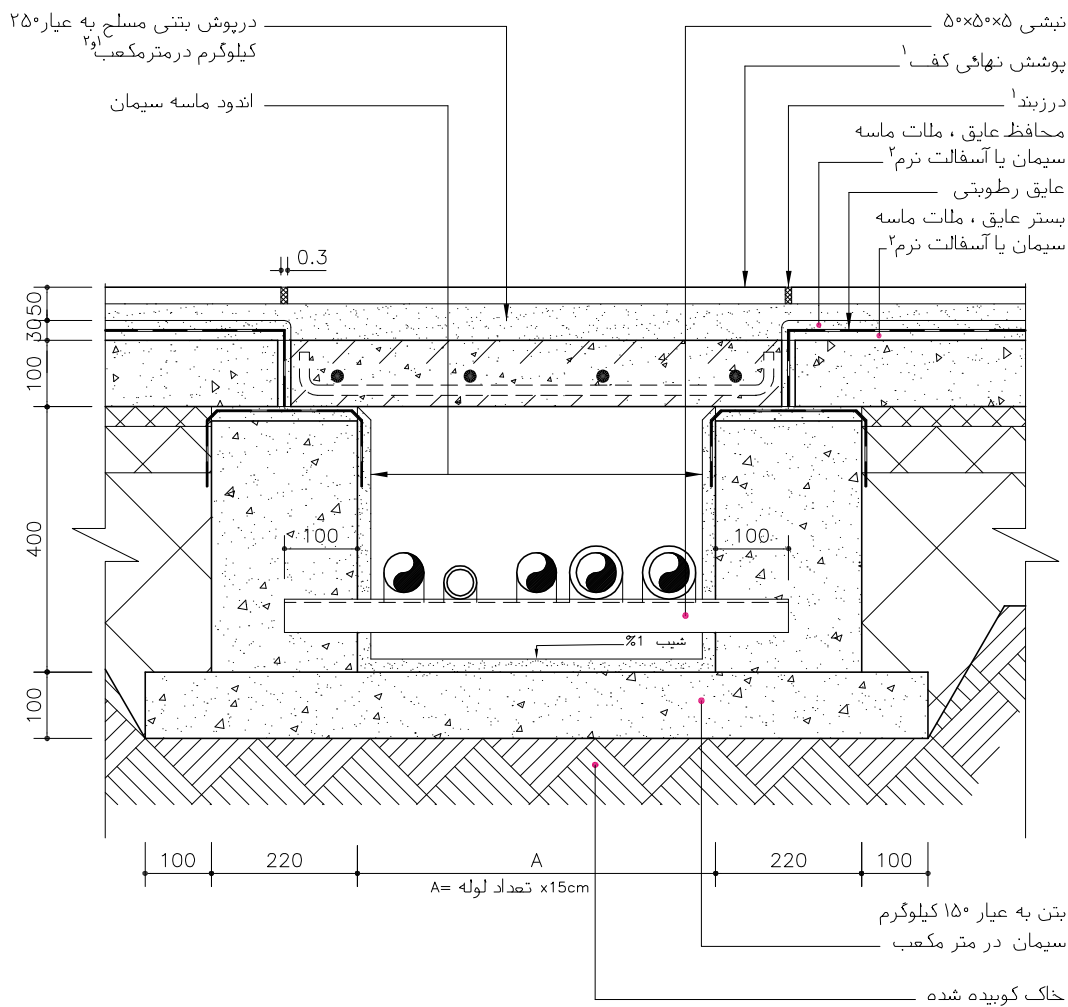 نبشی ۵×۵۰×۵۰
پوشش نهائی کف ۱
درزبند ۱
محافظ عایق ، ملات ماسه
سیمان یا آسفالت نرم ۲
عایق رطوبتی
بستر عایق ، ملات ماسه
سیمان یا آسفالت نرم ۲
درپوش بتنی مسلح به عیار ۲۵۰
کیلوگرم درمترمکعب ۱و۲
اندود ماسه سیمان
0.3
50
30
100
400
100
100
100
شیب 1%
100
220
A
220
100
A= تعداد لوله x15cm
بتن به عیار ۱۵۰ کیلوگرم
سیمان در متر مکعب
خاک کوبیده شده